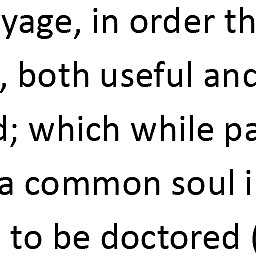 yage, in order th
, both useful and
d; which while pa
a common soul i
to be doctored (